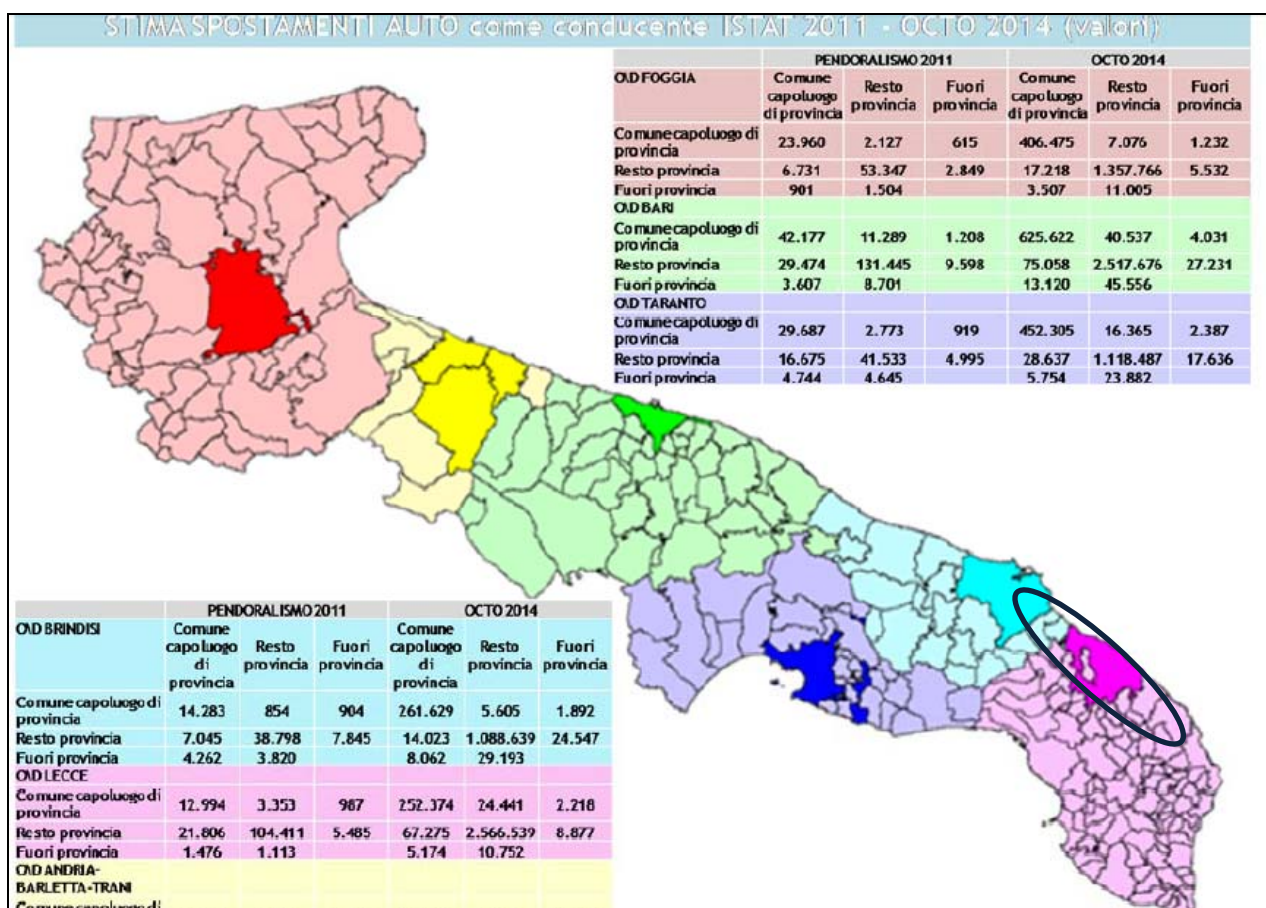 STIMA SPOSTAMENTI AUTO come conducente ISTAT 2011 - OCTO 2014 (valori)
PENDORALISMO 2011 OCTO 2014
O\D FOGGIA Comune capoluogo di provincia Resto provincia Fuori provincia Comune capoluogo di provincia Resto provincia Fuori provincia
Comune capoluogo di provincia 23.960 2.127 615 406.475 7.076 1.232
Resto provincia 6.731 53.347 2.849 17.218 1.357.766 5.532
Fuori provincia 901 1.504 3.507 11.005
O\D BARI
Comune capoluogo di provincia 42.177 11.289 1.208 625.622 40.537 4.031
Resto provincia 29.474 131.445 9.598 75.058 2.517.676 27.231
Fuori provincia 3.607 8.701 13.120 45.556
O\D TARANTO
Comune capoluogo di provincia 29.687 2.773 919 452.305 16.365 2.387
Resto provincia 16.675 41.533 4.995 28.637 1.118.487 17.636
Fuori provincia 4.744 4.645 5.754 23.882
PENDORALISMO 2011 OCTO 2014
O\D BRINDISI Comune capoluogo di provincia Resto provincia Fuori provincia Comune capoluogo di provincia Resto provincia Fuori provincia
Comune capoluogo di provincia 14.283 854 904 261.629 5.605 1.892
Resto provincia 7.045 38.798 7.845 14.023 1.088.639 24.547
Fuori provincia 4.262 3.820 8.062 29.193
O\D LECCE
Comune capoluogo di provincia 12.994 3.353 987 252.374 24.441 2.218
Resto provincia 21.806 104.411 5.485 67.275 2.566.539 8.877
Fuori provincia 1.476 1.113 5.174 10.752
O\D ANDRIA-
BARLETTA-TRANI
Comune capoluogo di